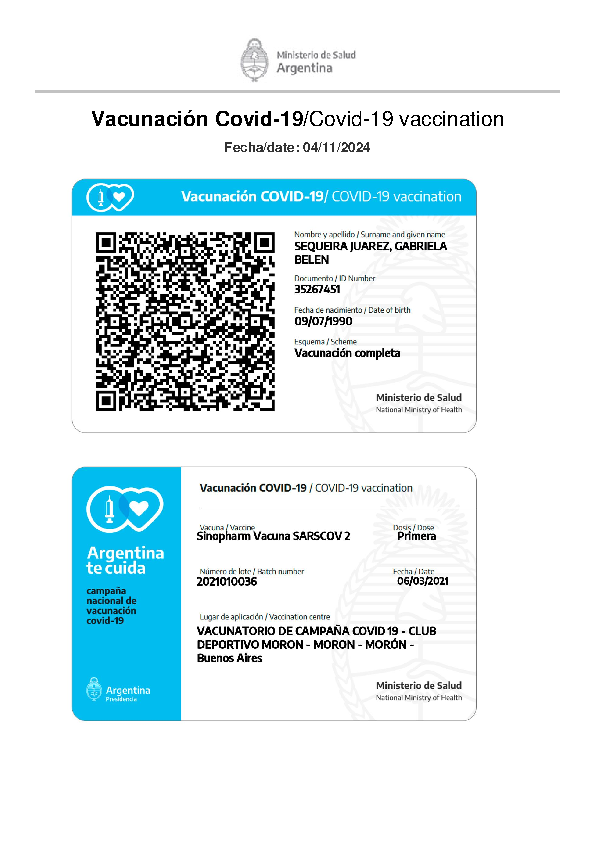 Ministerio de Salud
Argentina
Vacunación Covid-19/Covid-19 vaccination
Fecha/date: 04/11/2024
Vacunación COVID-19/ COVID-19 vaccination
Nombre y apellido / Surname and given name
SEQUEIRA JUAREZ, GABRIELA
BELEN
Documento / ID Number
35267451
Fecha de nacimiento / Date of birth
09/07/1990
Esquema / Scheme
Vacunación completa
Ministerio de Salud
National Ministry of Health
Vacunación COVID-19 / COVID-19 vaccination
Vacuna / Vaccine
Sinopharm Vacuna SARSCOV 2
Dosis / Dose
Primera
Número de lote / Batch number
2021010036
Fecha / Date
06/03/2021
Lugar de aplicación / Vaccination centre
VACUNATORIO DE CAMPAÑA COVID 19 - CLUB
DEPORTIVO MORON - MORON - MORÓN -
Buenos Aires
Ministerio de Salud
National Ministry of Health
Argentina
te cuida
campaña
nacional de
vacunación
covid-19
Argentina
Presidencia